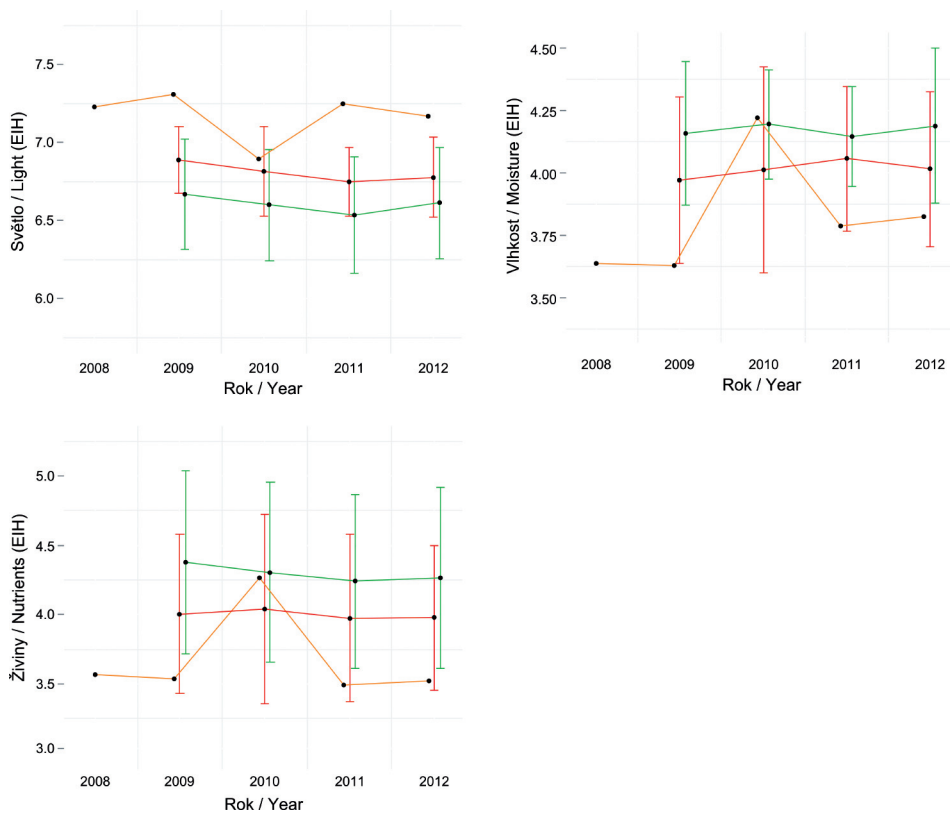 Světlo / Light (EIH)
7.5
7.0
6.5
6.0
2008 2009 2010 2011 2012
Rok / Year
Vlhkost / Moisture (EIH)
4.50
4.25
4.00
3.75
3.50
2008 2009 2010 2011 2012
Rok / Year
Živiny / Nutrients (EIH)
5.0
4.5
4.0
3.5
3.0
2008 2009 2010 2011 2012
Rok / Year